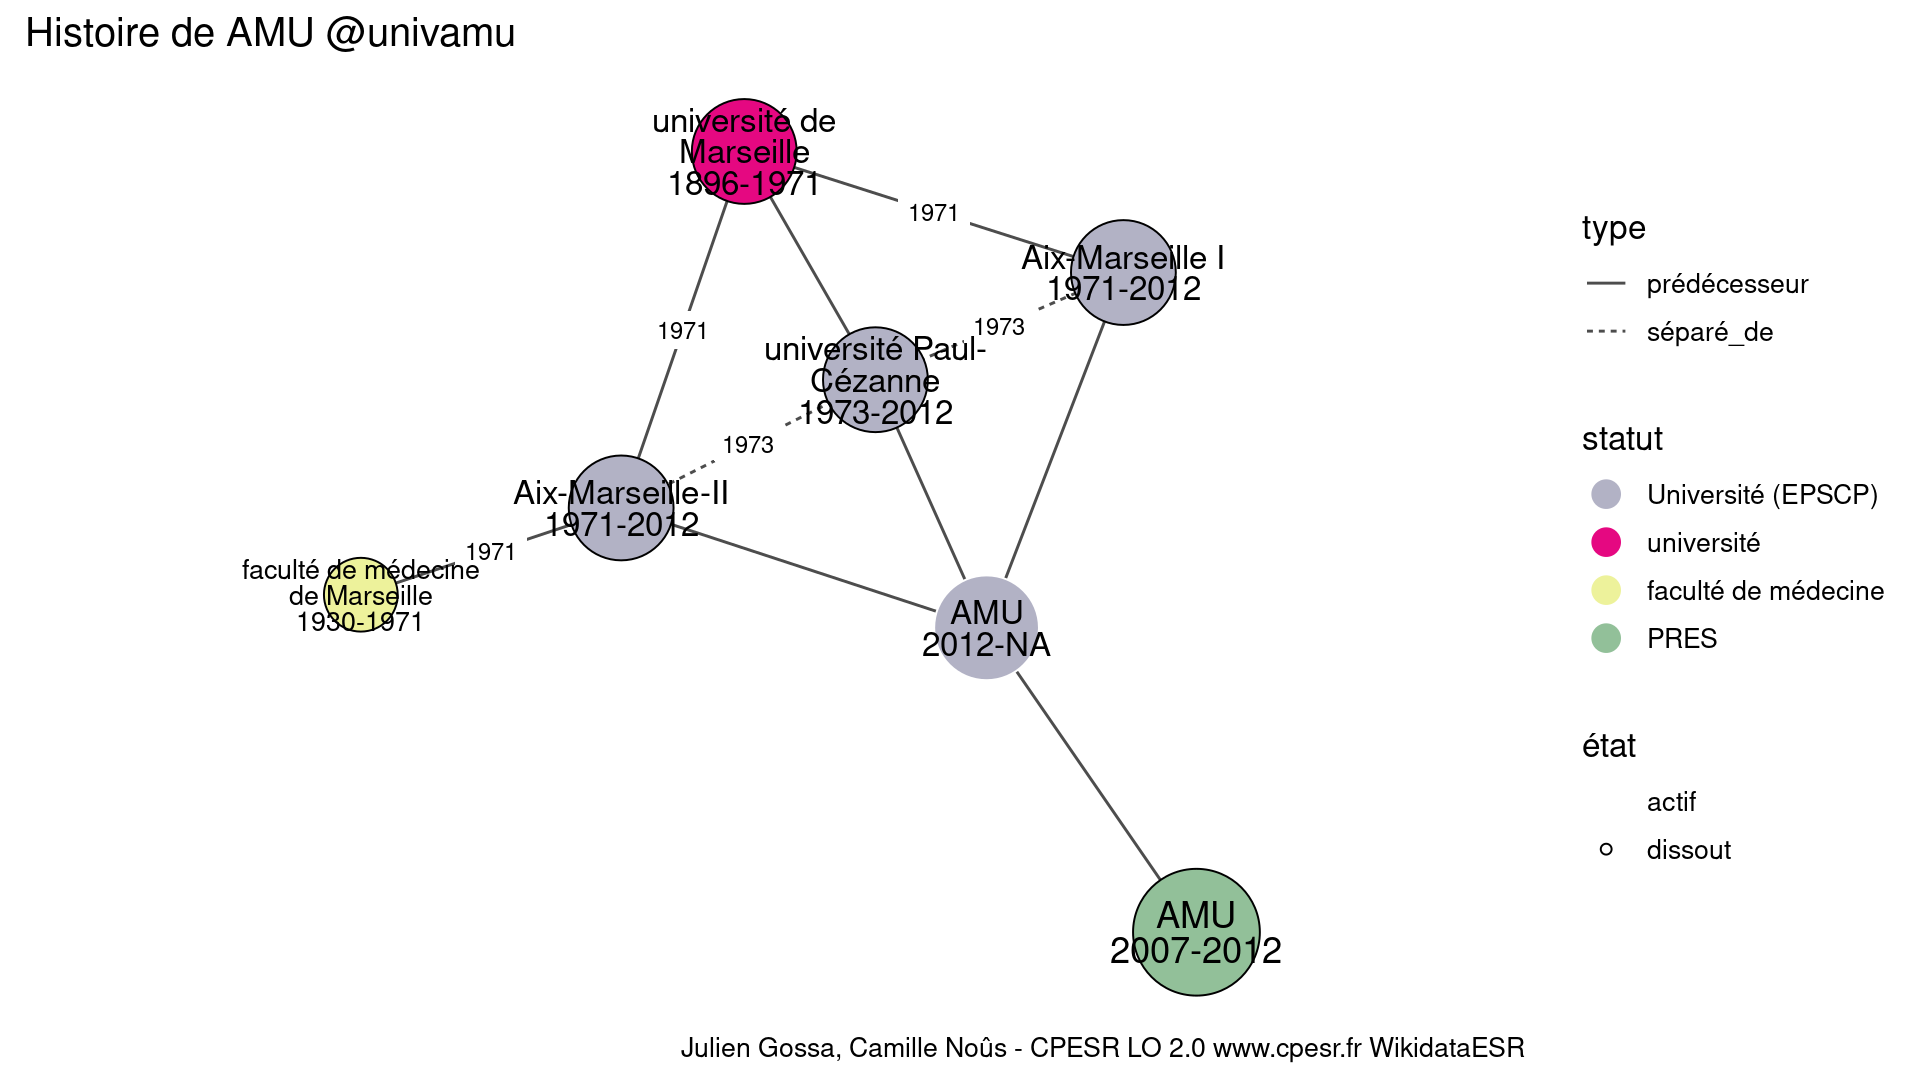 Histoire de AMU @univamu
université de
Marseille
1896-1971
1971
Aix-Marseille I
1971-2012
1971
1973
université Paul-
Cézanne
1973-2012
1973
Aix-Marseille-II
1971-2012
1971
faculté de médecine
de Marseille
1930-1971
AMU
2012-NA
AMU
2007-2012
type
prédécesseur
séparé_de
statut
Université (EPSCP)
université
faculté de médecine
PRES
état
actif
dissout
Julien Gossa, Camille Noûs - CPESR LO 2.0 www.cpesr.fr WikidataESR